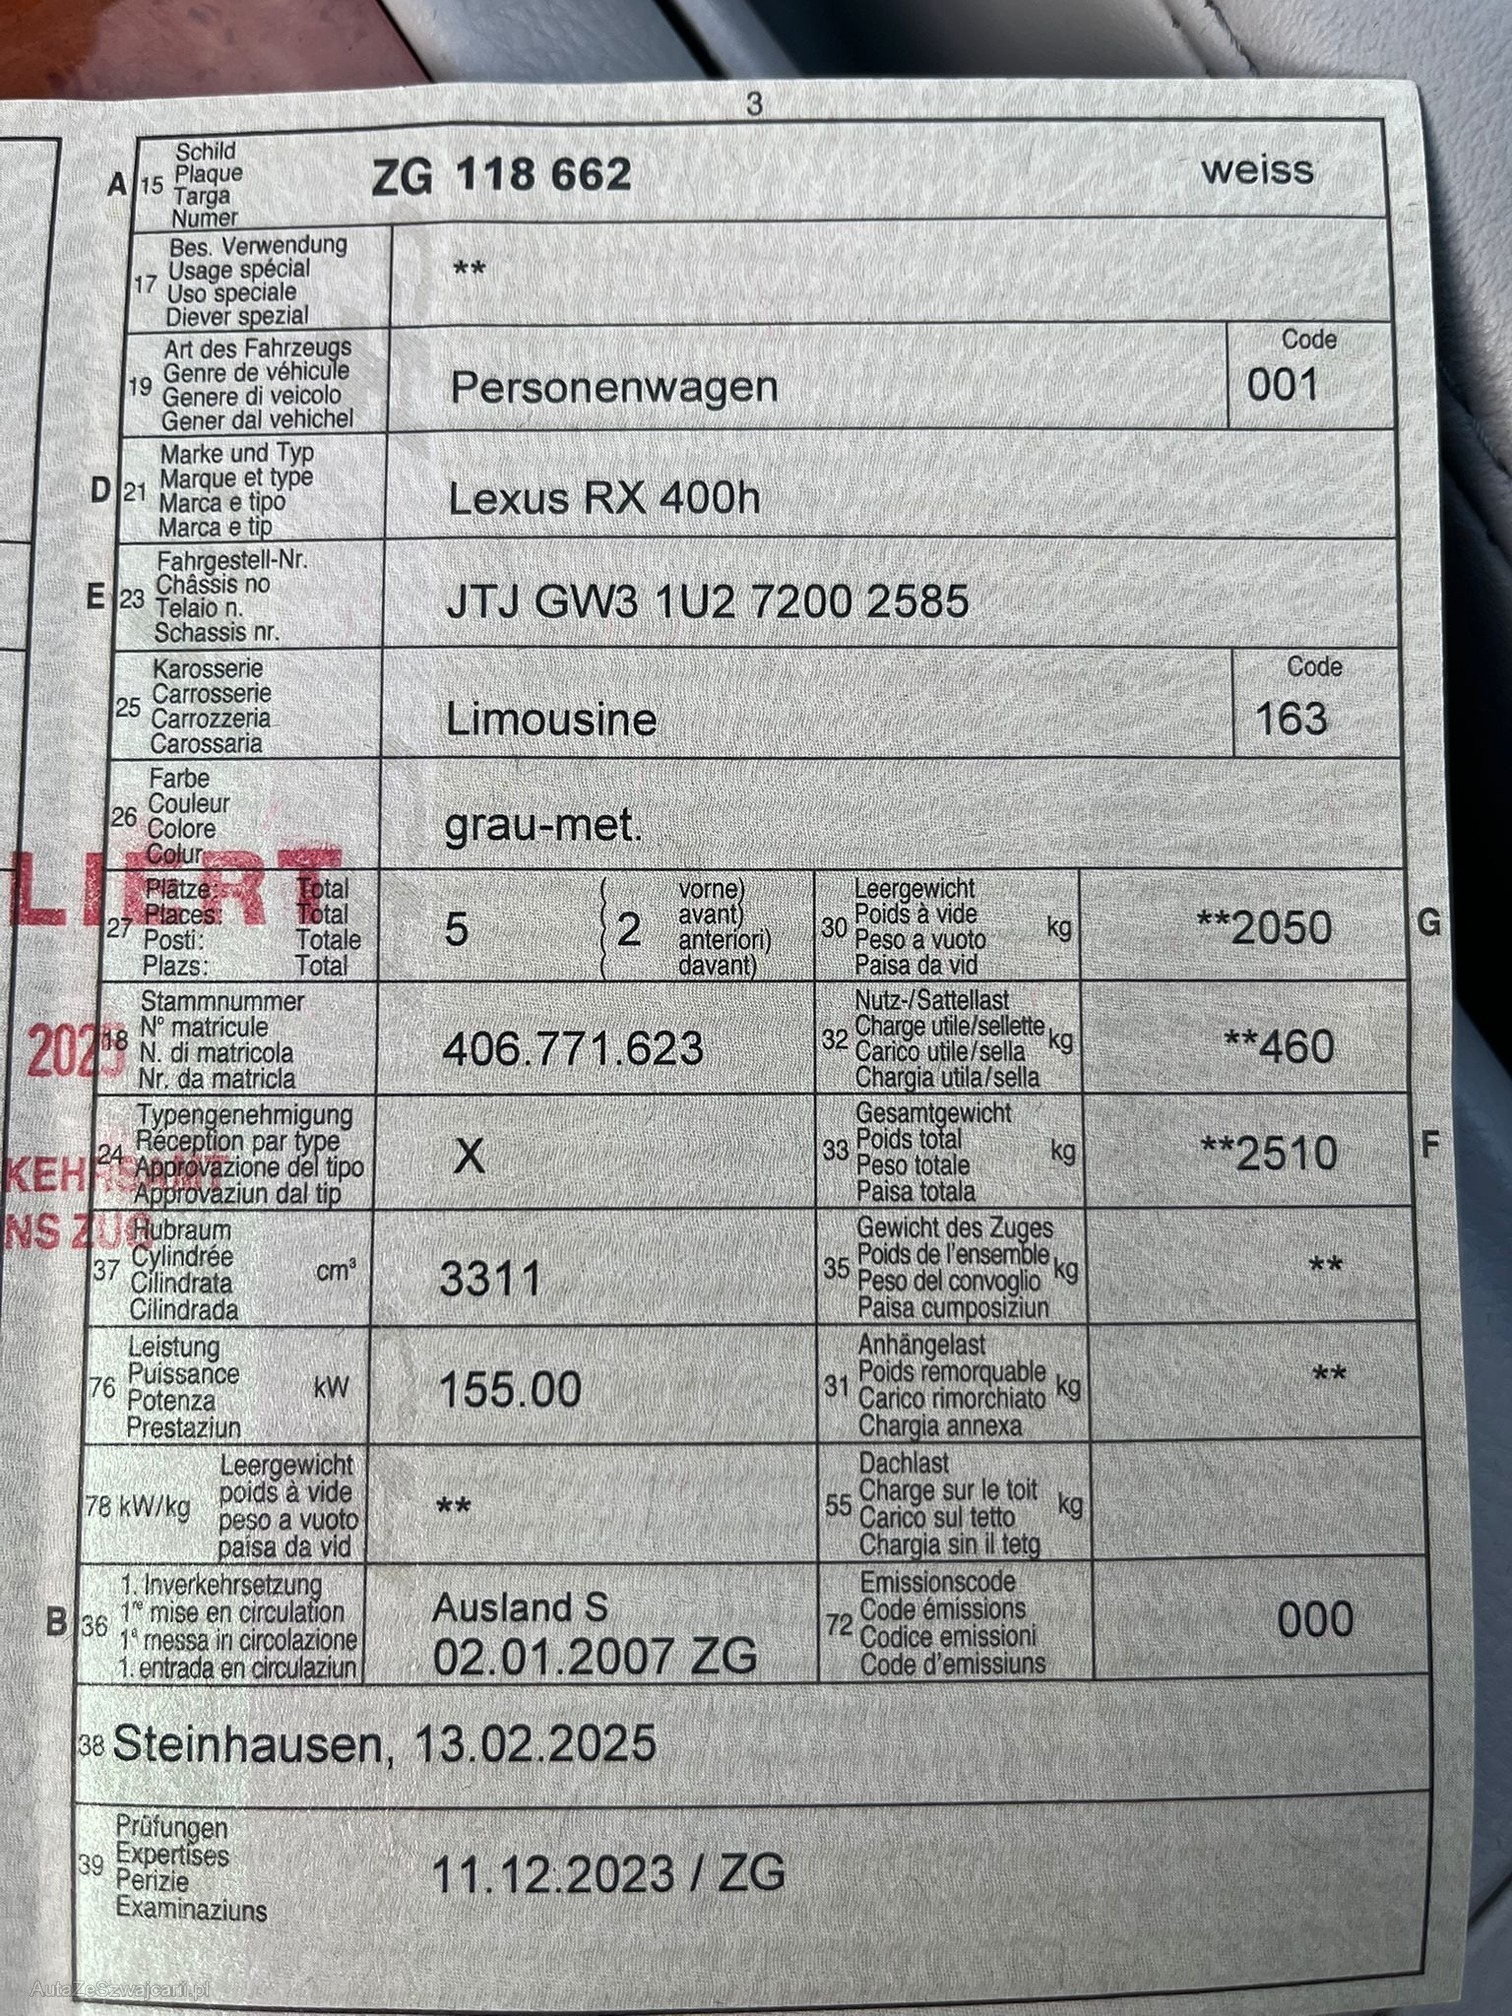 3
A 15 Schild
Plaque
Targa
Numer
ZG 118 662 weiss
17 Bes. Verwendung
Usage spécial
Uso speciale
Diever spezial
**
19 Art des Fahrzeugs
Genre de véhicule
Genere di veicolo
Gener dal vehichel
Personenwagen
Code
001
D 21 Marke und Typ
Marque et type
Marca e tipo
Marca e tip
Lexus RX 400h
E 23 Fahrgestell-Nr.
Châssis no
Telaio n.
Schassis nr.
JTJ GW3 1U2 7200 2585
25 Karosserie
Carrosserie
Carrozzeria
Carossaria
Limousine
Code
163
26 Farbe
Couleur
Colore
Colur
grau-met.
LIERT
27 Plätze: Total
Places: Total
Posti: Totale
Plazs: Total
5 ( 2 vorne)
avant)
anteriori)
davant)
30 Leergewicht
Poids à vide
Peso a vuoto
Paisa da vid
kg
**2050 G
202
18 Stammnummer
N° matricule
N. di matricola
Nr. da matricla
406.771.623
32 Nutz-/Sattellast
Charge utile/sellette
Carico utile/sella
Chargia utila/sella
kg
**460
24 Typengenehmigung
Réception par type
Approvazione del tipo
Approvaziun dal tip
X
33 Gesamtgewicht
Poids total
Peso totale
Paisa totala
kg
**2510 F
KEHRSAMT
NS ZUG
37 Hubraum
Cylindrée
Cilindrata
Cilindrada
cm³
3311
35 Gewicht des Zuges
Poids de l'ensemble
Peso del convoglio
Paisa cumposiziun
kg
**
76 Leistung
Puissance
Potenza
Prestaziun
kW
155.00
31 Anhängelast
Poids remorquable
Carico rimorchiato
Chargia annexa
kg
**
78 kW/kg Leergewicht
poids à vide
peso a vuoto
paisa da vid
**
55 Dachlast
Charge sur le toit
Carico sul tetto
Chargia sin il tetg
kg
B 36 1. Inverkehrsetzung
1re mise en circulation
1a messa in circolazione
1. entrada en circulaziun
Ausland S
02.01.2007 ZG
72 Emissionscode
Code émissions
Codice emissioni
Code d'emissiuns
000
38 Steinhausen, 13.02.2025
39 Prüfungen
Expertises
Perizie
Examinaziuns
11.12.2023 / ZG
AutaZeSzwajcarii.pl